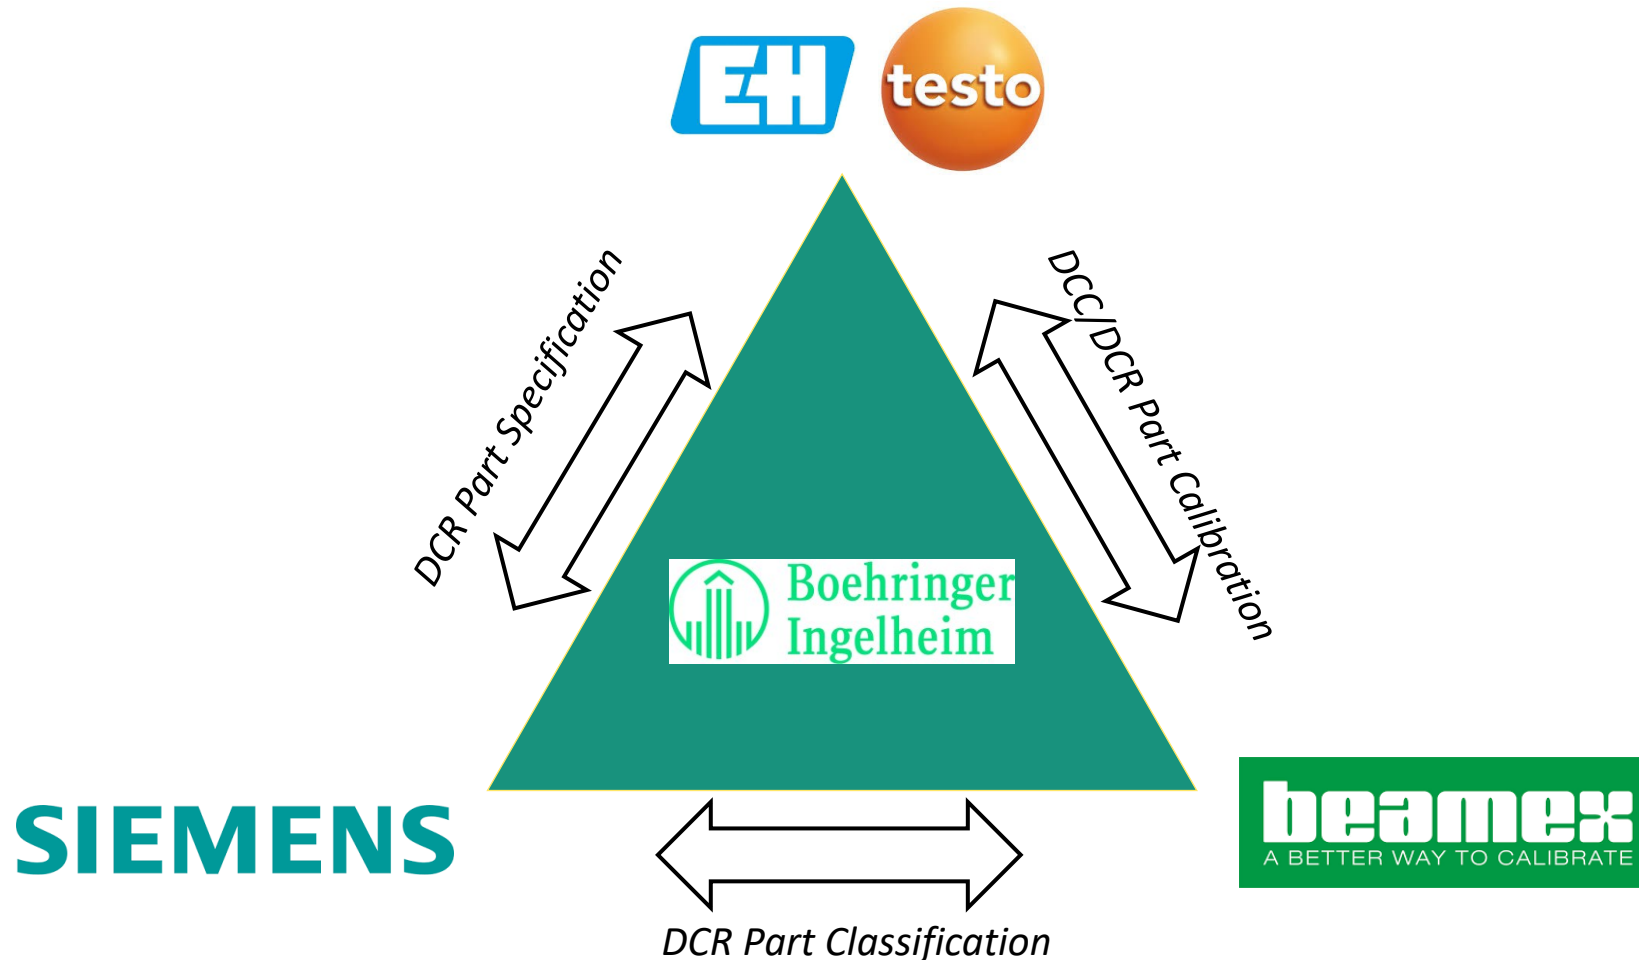 EH
testo
DCR Part Specification
DCC/DCR Part Calibration
Boehringer
Ingelheim
SIEMENS
beamex
A BETTER WAY TO CALIBRATE
DCR Part Classification